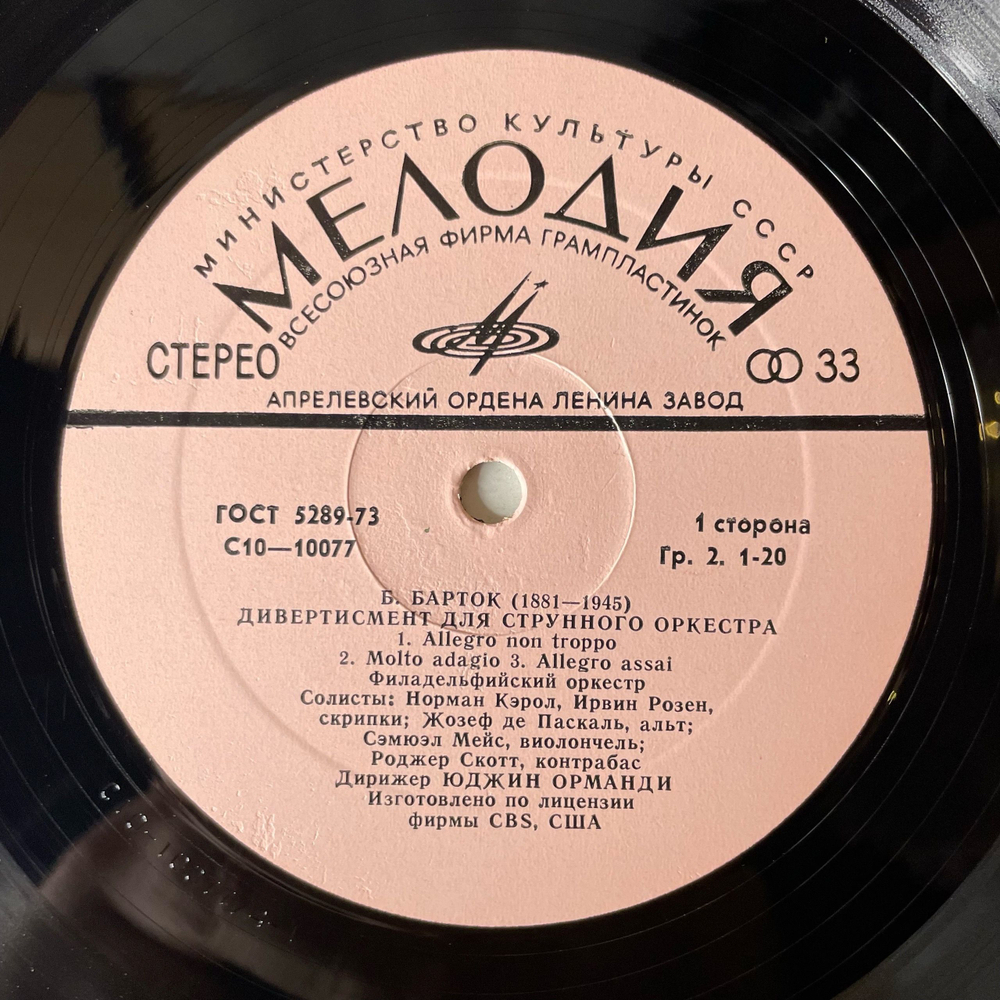 МИНИСТЕРСТВО КУЛЬТУРЫ СССР
МЕЛОДИЯ
ВСЕСОЮЗНАЯ ФИРМА ГРАМПЛАСТИНОК
СТЕРЕО
33
АПРЕЛЕВСКИЙ ОРДЕНА ЛЕНИНА ЗАВОД
ГОСТ 5289-73
1 сторона
С10—10077
Гр. 2. 1-20
Б. БАРТОК (1881—1945)
ДИВЕРТИСМЕНТ ДЛЯ СТРУННОГО ОРКЕСТРА
1. Allegro non troppo
2. Molto adagio 3. Allegro assai
Филадельфийский оркестр
Солисты: Норман Кэрол, Ирвин Розен,
скрипки; Жозеф де Паскаль, альт;
Сэмюэл Мейс, виолончель;
Роджер Скотт, контрабас
Дирижер ЮДЖИН ОРМАНДИ
Изготовлено по лицензии
фирмы CBS, США